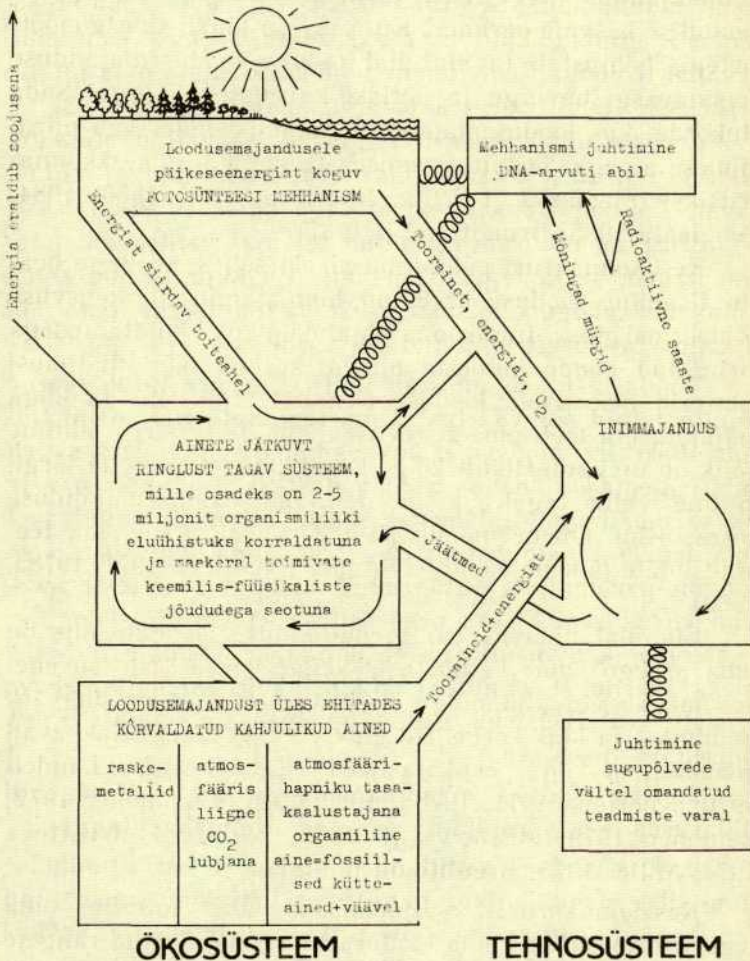 Energia eraldub soojusena
Loodusemajandusele
päikeseenergiat koguv
FOTOSÜNTEESI MEHHANISM
Mehhanismi juhtimine
DNA-arvuti abil
Energiat siirdav toiteahel
Toorainet, energiat, O2
Mõningad mürgid
Radioaktiivne saaste
AINETE JÄTKUVT
RINGLUST TAGAV SÜSTEEM,
mille osadeks on 2-5
miljonit organismiliiki
eluühistuks korraldatuna
ja maakeral toimivate
keemilis-füüsikaliste
jõududega seotuna
INIMMAJANDUS
Jäätmed
Tooraineid+energiat
LOODUSEMAJANDUST ÜLES EHITADES
KÕRVALDATUD KAHJULIKUD AINED
raske-
metaliid
atmos-
fääris
liigne
CO2
lubjana
atmosfääri-
hapniku tasa-
kaalustajana
orgaaniline
aine=fossiil-
sed kütte-
ained+väävel
Juhtimine
sugupõlvede
vältel omandatud
teadmiste varal
ÖKOSÜSTEEM
TEHNOSÜSTEEM